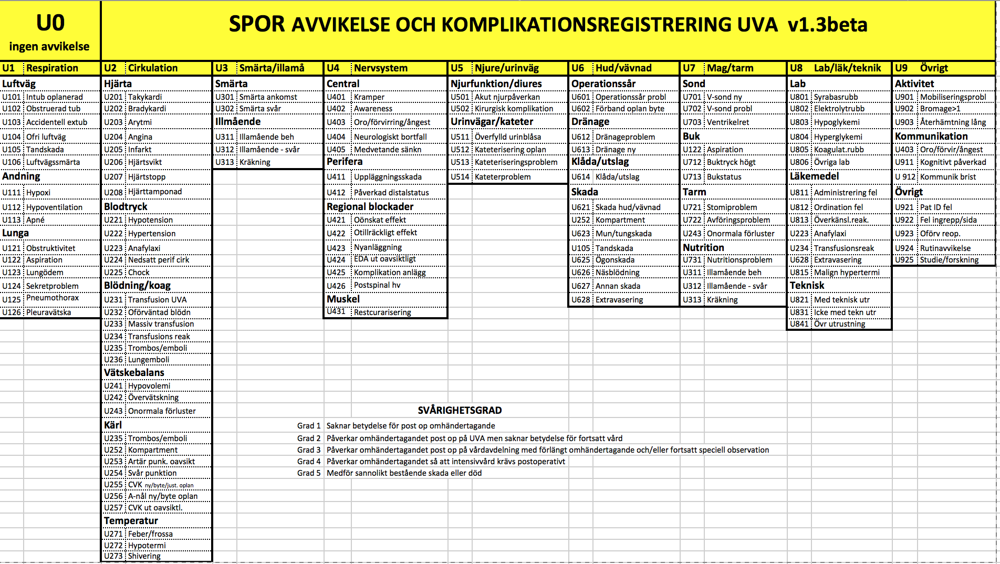 U0
ingen avvikelse
SPOR AVVIKELSE OCH KOMPLIKATIONSREGISTRERING UVA v1.3beta
U1 Respiration
Luftväg
U101 Intub oplanerad
U102 Obstruerad tub
U103 Accidentell extub
U104 Ofri luftväg
U105 Tandskada
U106 Luftvägssmärta
Andning
U111 Hypoxi
U112 Hypoventilation
U113 Apné
Lunga
U121 Obstruktivitet
U122 Aspiration
U123 Lungödem
U124 Sekretproblem
U125 Pneumothorax
U126 Pleuravätska
U2 Cirkulation
Hjärta
U201 Takykardi
U202 Bradykardi
U203 Arytmi
U204 Angina
U205 Infarkt
U206 Hjärtsvikt
U207 Hjärtstopp
U208 Hjärttamponad
Blodtryck
U221 Hypotension
U222 Hypertension
U223 Anafylaxi
U224 Nedsatt perif cirk
U225 Chock
Blödning/koag
U231 Transfusion UVA
U232 Oförväntad blödn
U233 Massiv transfusion
U234 Transfusions reak
U235 Trombos/emboli
U236 Lungemboli
Vätskebalans
U241 Hypovolemi
U242 Övervätskning
U243 Onormala förluster
Kärl
U235 Trombos/emboli
U252 Kompartment
U253 Artär punk. oavsikt
U254 Svår punktion
U255 CVK ny/byte/just. oplan
U256 A-nål ny/byte oplan
U257 CVK ut oavsiktl.
Temperatur
U271 Feber/frossa
U272 Hypotermi
U273 Shivering
U3 Smärta/illamå
Smärta
U301 Smärta ankomst
U302 Smärta svår
Illmående
U311 Illamående beh
U312 Illamående - svår
U313 Kräkning
U4 Nervsystem
Central
U401 Kramper
U402 Awareness
U403 Oro/förvirring/ångest
U404 Neurologiskt bortfall
U405 Medvetande sänkn
Perifera
U411 Uppläggningsskada
U412 Påverkad distalstatus
Regional blockader
U421 Oönskat effekt
U422 Otillräckligt effekt
U423 Nyanläggning
U424 EDA ut oavsiktligt
U425 Komplikation anlägg
U426 Postspinal hv
Muskel
U431 Restcurarisering
U5 Njure/urinväg
Njurfunktion/diures
U501 Akut njurpåverkan
U502 Kirurgisk komplikation
Urinvägar/kateter
U511 Överfylld urinblåsa
U512 Kateterisering oplan
U513 Kateteriseringsproblem
U514 Kateterproblem
U6 Hud/vävnad
Operationssår
U601 Operationssår probl
U602 Förband oplan byte
Dränage
U612 Dränageproblem
U613 Dränage ny
Klåda/utslag
U614 Klåda/utslag
Skada
U621 Skada hud/vävnad
U252 Kompartment
U623 Mun/tungskada
U105 Tandskada
U625 Ögonskada
U626 Näsblödning
U627 Annan skada
U628 Extravasering
U7 Mag/tarm
Sond
U701 V-sond ny
U702 V-sond probl
U703 Ventrikelret
Buk
U122 Aspiration
U712 Buktryck högt
U713 Bukstatus
Tarm
U721 Stomiproblem
U722 Avföringsproblem
U243 Onormala förluster
Nutrition
U731 Nutritionsproblem
U311 Illamående beh
U312 Illamående - svår
U313 Kräkning
U8 Lab/läk/teknik
Lab
U801 Syrabasrubb
U802 Elektrolytrubb
U803 Hypoglykemi
U804 Hyperglykemi
U805 Koagulat.rubb
U806 Övriga lab
Läkemedel
U811 Administrering fel
U812 Ordination fel
U813 Överkänsl.reak.
U223 Anafylaxi
U234 Transfusionsreak
U628 Extravasering
U815 Malign hypertermi
Teknisk
U821 Med teknisk utr
U831 Icke med tekn utr
U841 Övr utrustning
U9 Övrigt
Aktivitet
U901 Mobiliseringsprobl
U902 Bromage>1
U903 Återhämtning lång
Kommunikation
U403 Oro/förvir/ångest
U911 Kognitivt påverkad
U 912 Kommunik brist
Övrigt
U921 Pat ID fel
U922 Fel ingrepp/sida
U923 Oförv reop.
U924 Rutinavvikelse
U925 Studie/forskning
SVÅRIGHETSGRAD
Grad 1 Saknar betydelse för post op omhändertagande
Grad 2 Påverkar omhändertagandet post op på UVA men saknar betydelse för fortsatt vård
Grad 3 Påverkar omhändertagandet post op på vårdavdelning med förlängt omhändertagande och/eller fortsatt speciell observation
Grad 4 Påverkar omhändertagandet så att intensivvård krävs postoperativt
Grad 5 Medför sannolikt bestående skada eller död